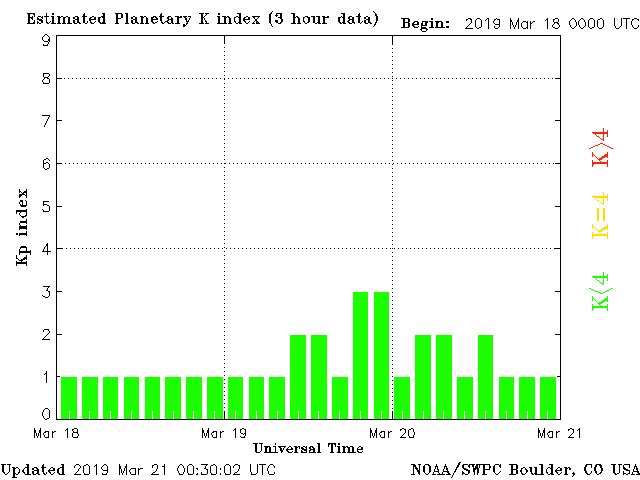 Estimated Planetary K index (3 hour data)
Begin: 2019 Mar 18 0000 UTC
9
8
7
6
5
4
3
2
1
0
Kp index
K>4
K=4
K<4
Mar 18
Mar 19
Mar 20
Mar 21
Universal Time
Updated 2019 Mar 21 00:30:02 UTC
NOAA/SWPC Boulder, CO USA